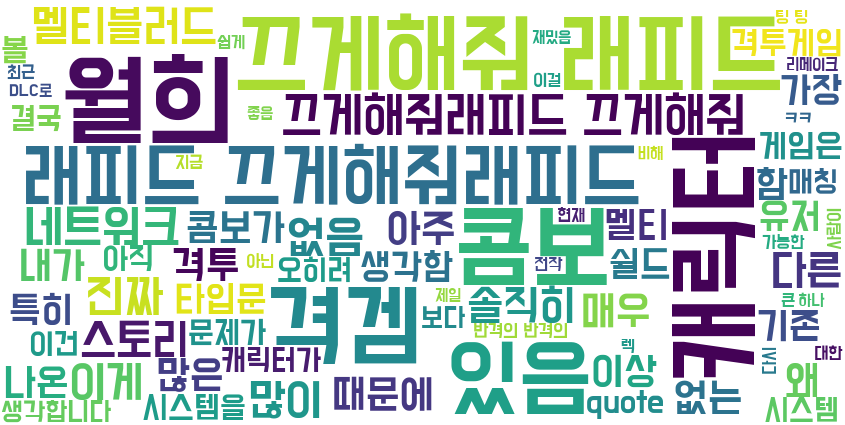 멀티블러드
쉽게
끄게해줘 래피드
재밌음
이걸
팅 팅
격투게임
리메이크
볼
최근
DLC로
결국
월희
좋음
끄게해줘래피드 끄게해줘
가장
ㅋㅋ
게임은
지금
래피드 끄게해줘래피드
비해
캐릭터
함
매칭
네트워크
콤보가
없음
아주
콤보
현재
멀티
유저
가능한
시람이
내가
아직
격투
아닌
오히려
생각함
전작
쉴드
다른
특히
진짜
타입문
격겜
제일
보다
솔직히
매우
큰 하나
기존
이건
스토리
문제가
반격의 반격의
렉
다시
대한
나온
이게
많은
캐릭터가
때문에
있음
이상
없는
왜
생각합니다
시스템을
많이
quote
시스템